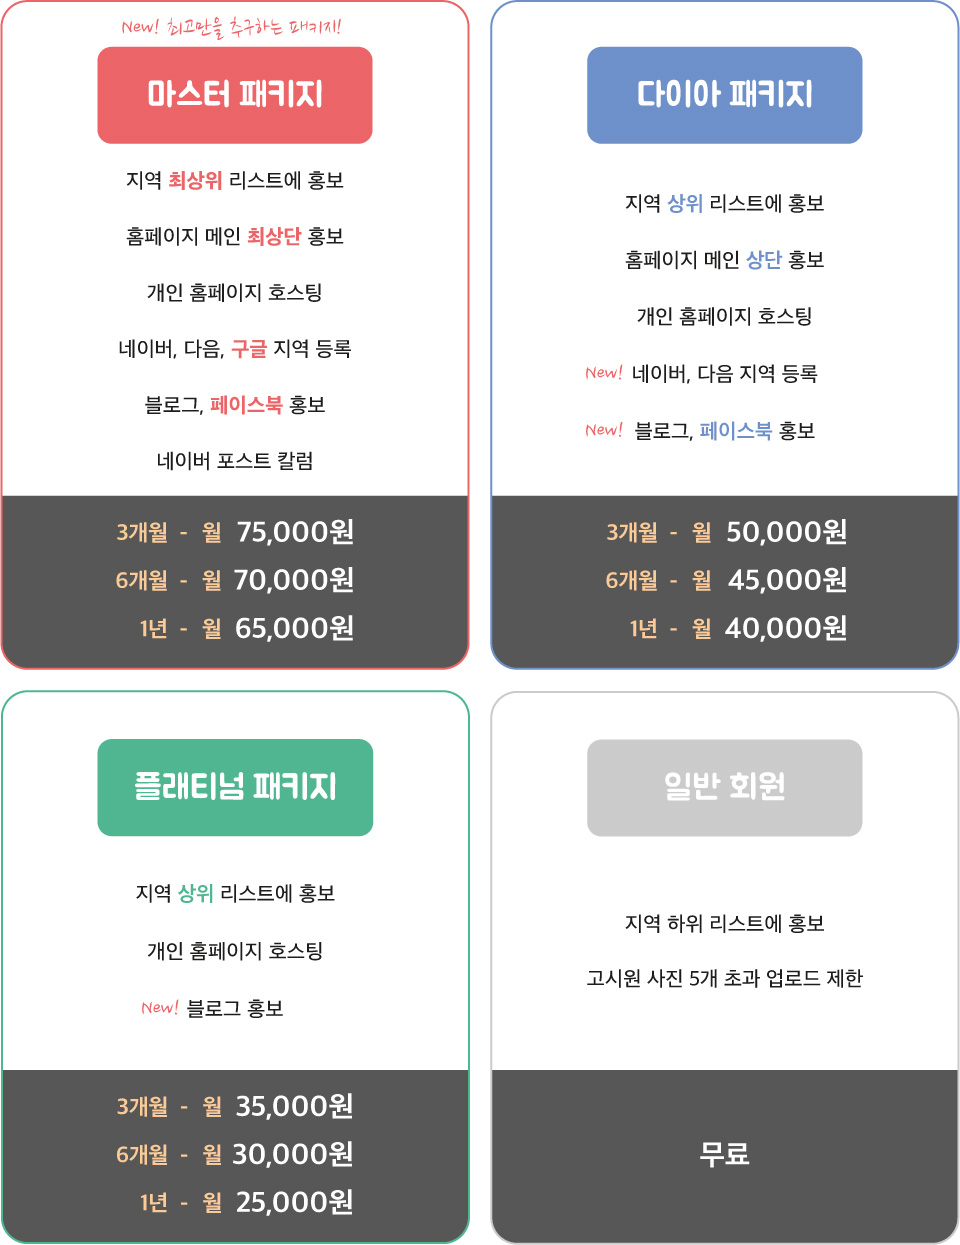 New! 최고만을 추구하는 패키지!
마스터 패키지
지역 최상위 리스트에 홍보
홈페이지 메인 최상단 홍보
개인 홈페이지 호스팅
네이버, 다음, 구글 지역 등록
블로그, 페이스북 홍보
네이버 포스트 칼럼
3개월 - 월 75,000원
6개월 - 월 70,000원
1년 - 월 65,000원
다이아 패키지
지역 상위 리스트에 홍보
홈페이지 메인 상단 홍보
개인 홈페이지 호스팅
New! 네이버, 다음 지역 등록
New! 블로그, 페이스북 홍보
3개월 - 월 50,000원
6개월 - 월 45,000원
1년 - 월 40,000원
플래티넘 패키지
지역 상위 리스트에 홍보
개인 홈페이지 호스팅
New! 블로그 홍보
3개월 - 월 35,000원
6개월 - 월 30,000원
1년 - 월 25,000원
일반 회원
지역 하위 리스트에 홍보
고시원 사진 5개 초과 업로드 제한
무료